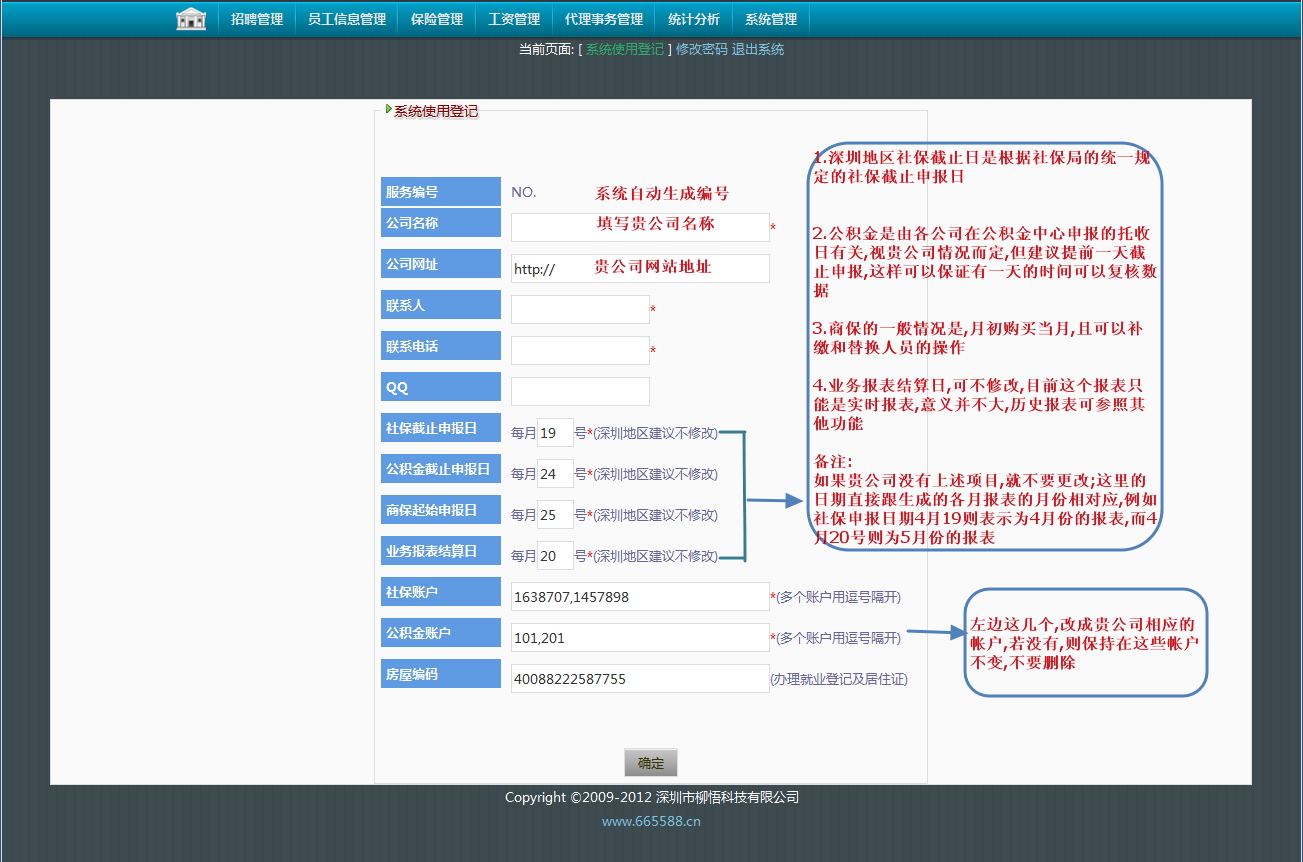 招聘管理 员工信息管理 保险管理 工资管理 代理事务管理 统计分析 系统管理
当前页面: [ 系统使用登记 ] 修改密码 退出系统
系统使用登记
服务编号 NO. 系统自动生成编号
公司名称 填写贵公司名称 *
公司网址 http:// 贵公司网站地址
联系人 *
联系电话 *
QQ
社保截止申报日 每月 19 号*(深圳地区建议不修改)
公积金截止申报日 每月 24 号*(深圳地区建议不修改)
商保起始申报日 每月 25 号*(深圳地区建议不修改)
业务报表结算日 每月 20 号*(深圳地区建议不修改)
社保账户 1638707,1457898 *(多个账户用逗号隔开)
公积金账户 101,201 *(多个账户用逗号隔开)
房屋编码 40088222587755 (办理就业登记及居住证)
1.深圳地区社保截止日是根据社保局的统一规
定的社保截止申报日
2.公积金是由各公司在公积金中心申报的托收
日有关,视贵公司情况而定,但建议提前一天截
止申报,这样可以保证有一天的时间可以复核数
据
3.商保的一般情况是,月初购买当月,且可以补
缴和替换人员的操作
4.业务报表结算日,可不修改,目前这个报表只
能是实时报表,意义并不大,历史报表可参照其
他功能
备注:
如果贵公司没有上述项目,就不要更改;这里的
日期直接跟生成的各月报表的月份相对应,例如
社保申报日期4月19则表示为4月份的报表,而4
月20号则为5月份的报表
左边这几个,改成贵公司相应的
帐户,若没有,则保持在这些帐户
不变,不要删除
确定
Copyright ©2009-2012 深圳市柳悟科技有限公司
www.665588.cn